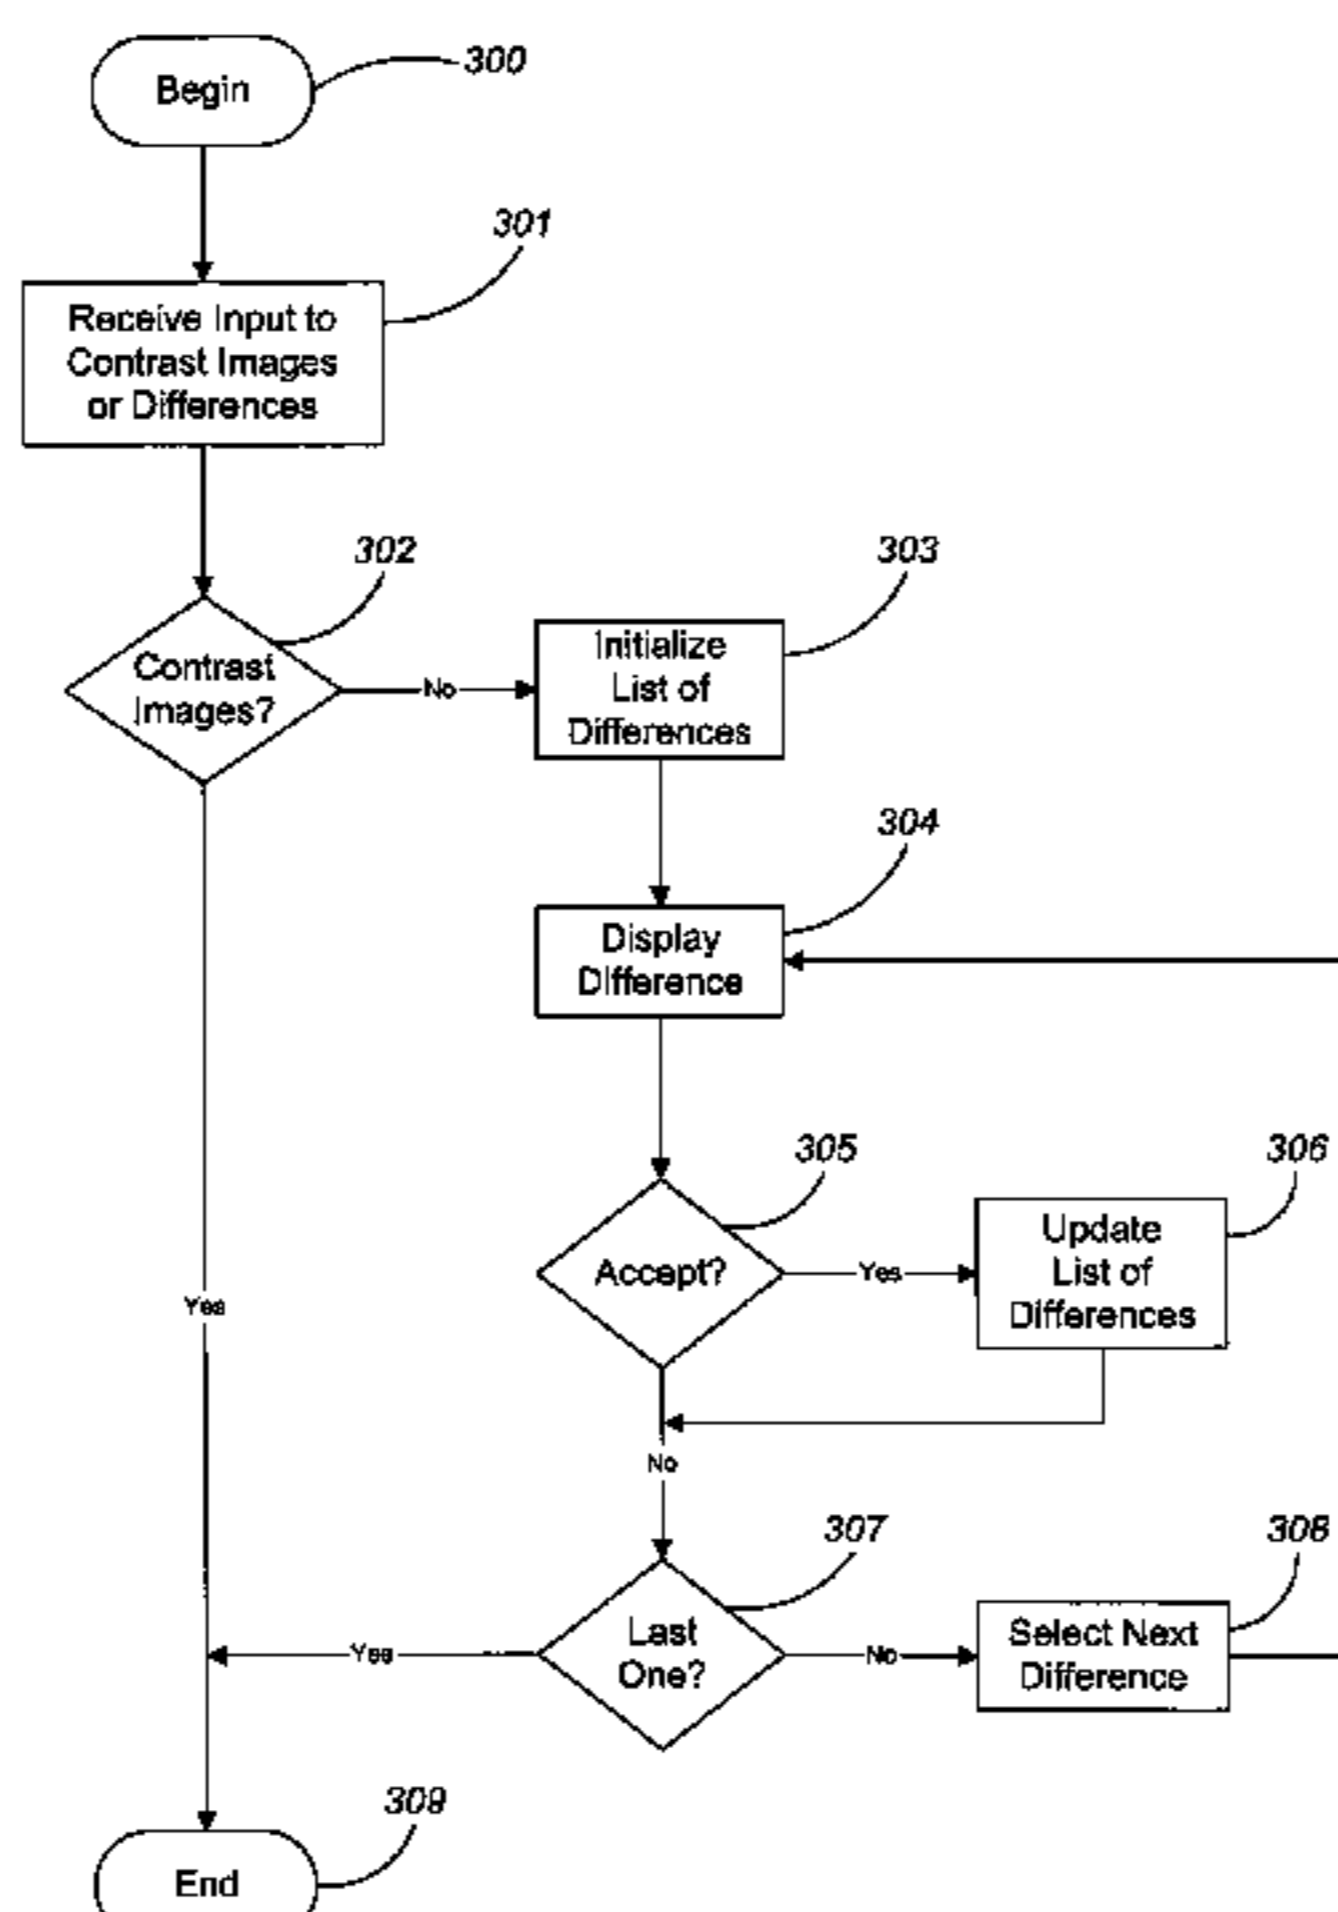 Begin
300
301
Receive Input to
Contrast Images
or Differences
302
Contrast
Images?
No
303
Initialize
List of
Differences
304
Display
Difference
305
Accept?
Yes
306
Update
List of
Differences
Yes
No
307
Last
One?
Yes
No
308
Select Next
Difference
309
End